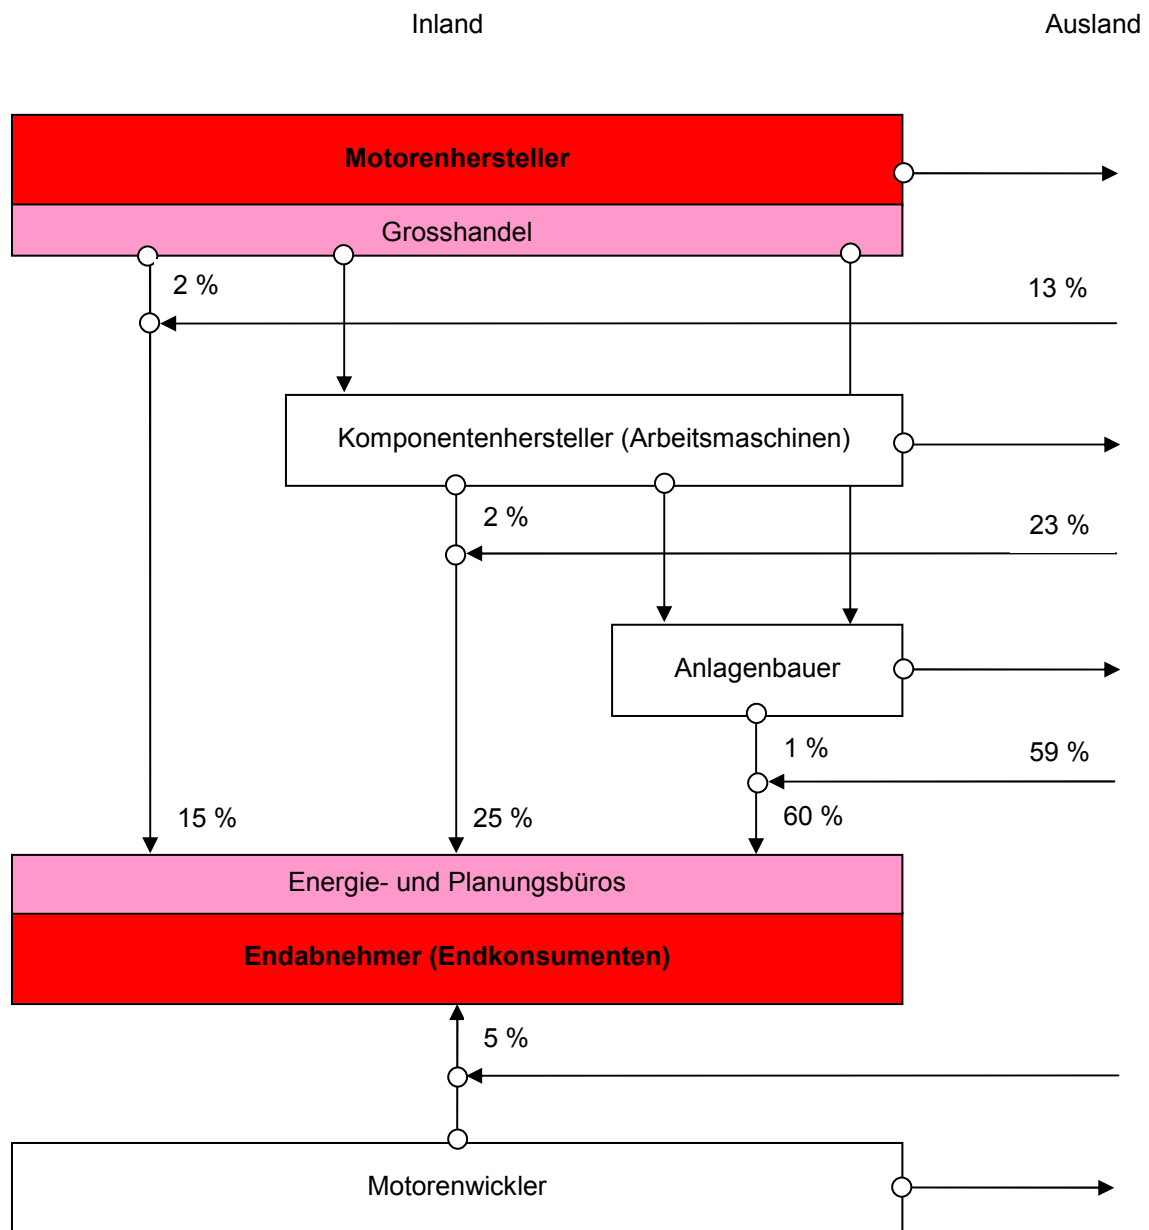 Inland
Ausland
Motorenhersteller
Grosshandel
2 %
13 %
Komponentenhersteller (Arbeitsmaschinen)
2 %
23 %
Anlagenbauer
1 %
59 %
15 %
25 %
60 %
Energie- und Planungsbüros
Endabnehmer (Endkonsumenten)
5 %
Motorenwickler